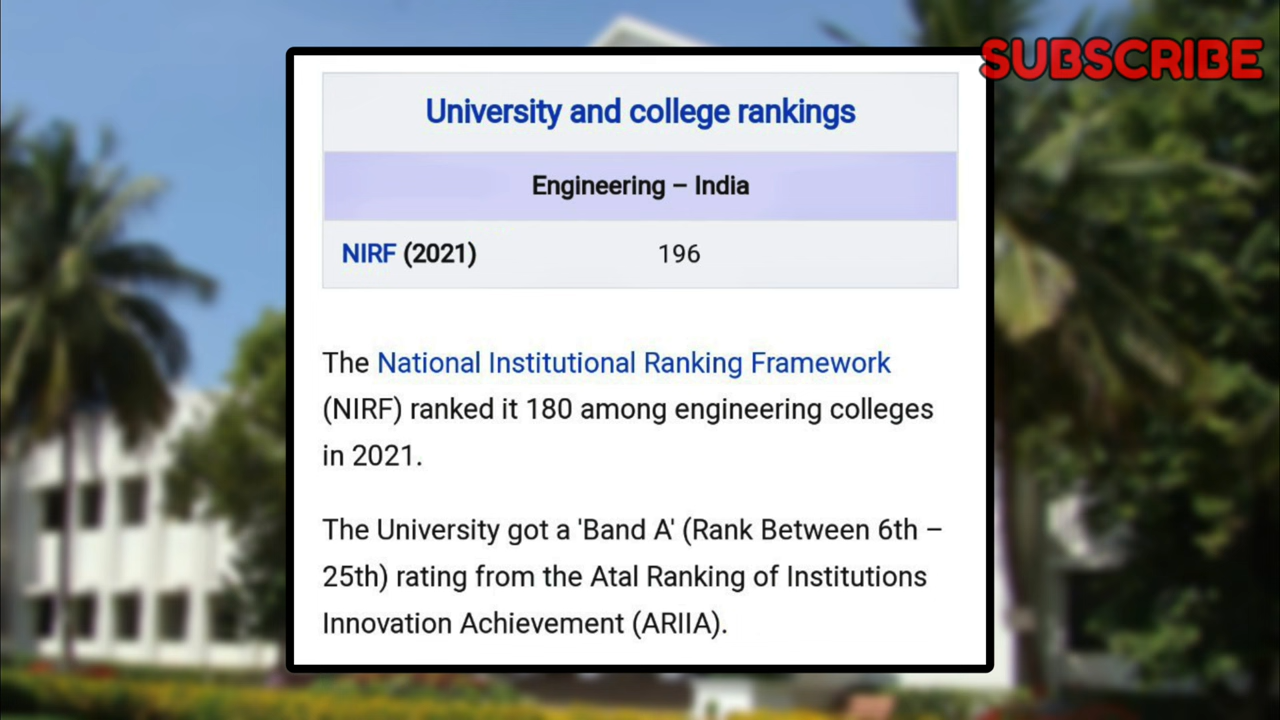 SUBSCRIBE
University and college rankings
Engineering – India
NIRF (2021) 196
The National Institutional Ranking Framework
(NIRF) ranked it 180 among engineering colleges
in 2021.
The University got a 'Band A' (Rank Between 6th –
25th) rating from the Atal Ranking of Institutions
Innovation Achievement (ARIIA).